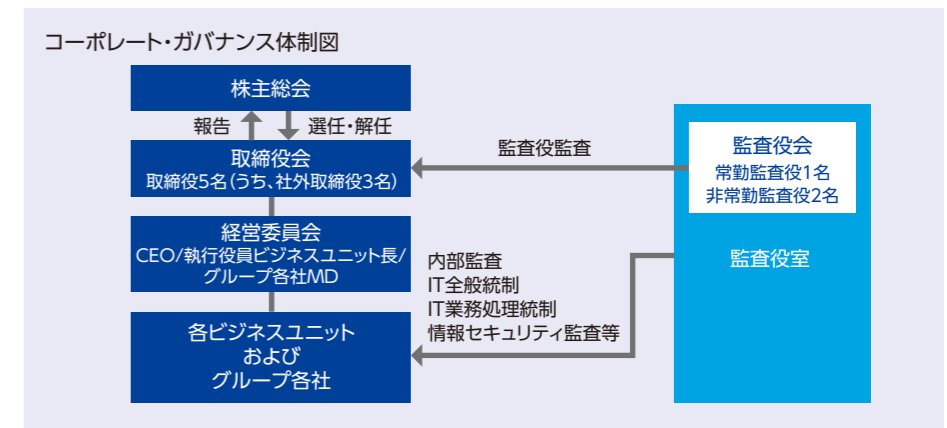 コーポレート・ガバナンス体制図
株主総会
報告
選任・解任
取締役会
取締役5名（うち、社外取締役3名）
監査役監査
監査役会
常勤監査役1名
非常勤監査役2名
経営委員会
CEO/執行役員ビジネスユニット長/
グループ各社MD
内部監査
IT全般統制
IT業務処理統制
情報セキュリティ監査等
監査役室
各ビジネスユニット
および
グループ各社